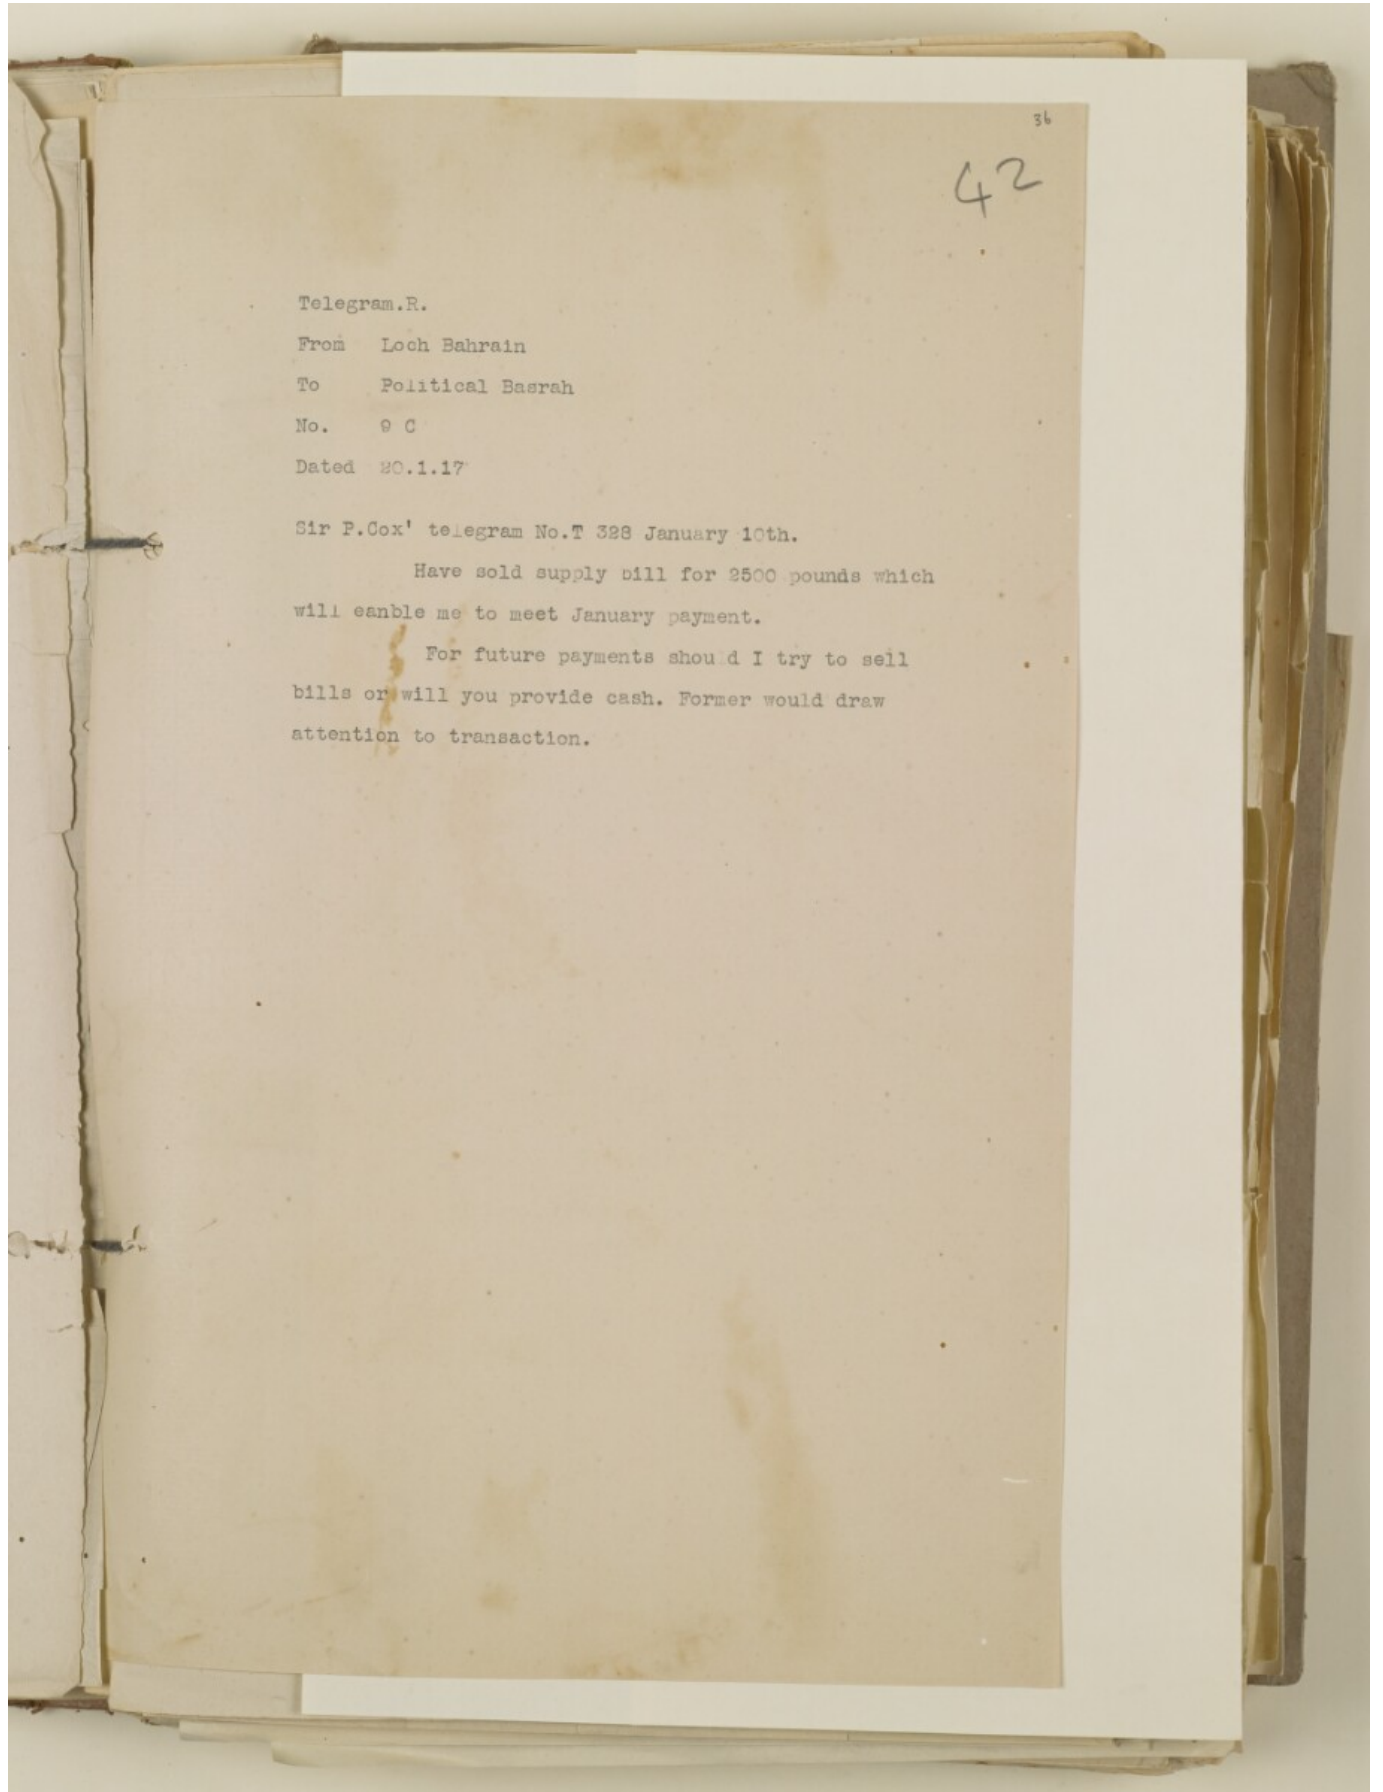 36
42
Telegram.R.
From Loch Bahrain
To Political Basrah
No. 9 C
Dated 20.1.17
Sir P.Cox' telegram No.T 328 January 10th.
Have sold supply bill for 2500 pounds which
will eanble me to meet January payment.
For future payments should I try to sell
bills or will you provide cash. Former would draw
attention to transaction.